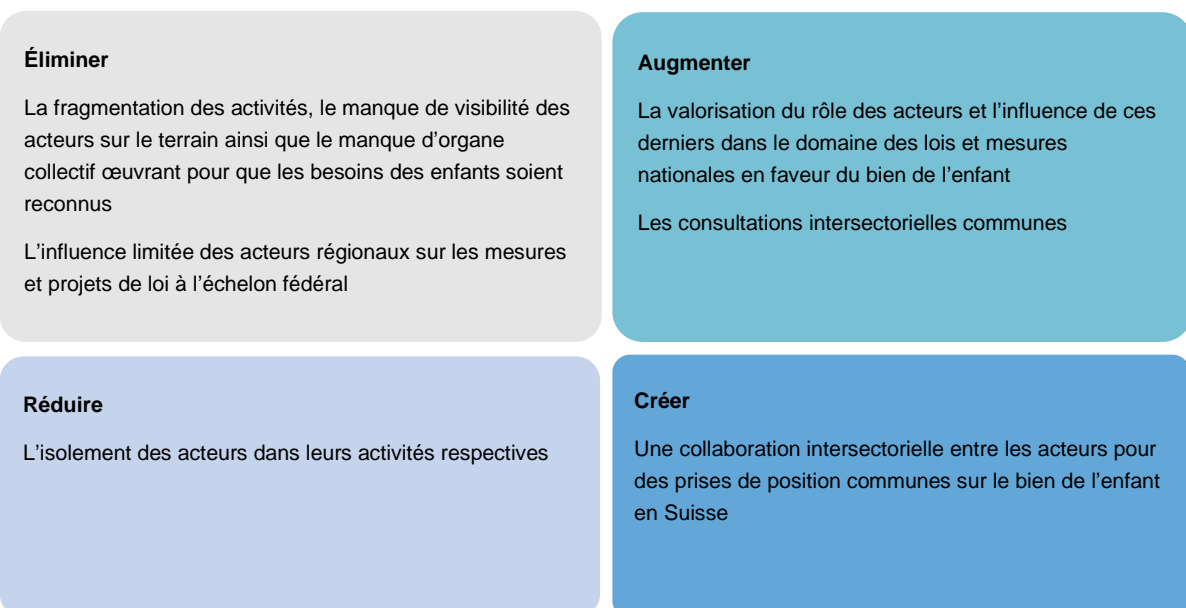 Éliminer
La fragmentation des activités, le manque de visibilité des
acteurs sur le terrain ainsi que le manque d’organe
collectif œuvrant pour que les besoins des enfants soient
reconnus
L’influence limitée des acteurs régionaux sur les mesures
et projets de loi à l’échelon fédéral
Augmenter
La valorisation du rôle des acteurs et l’influence de ces
derniers dans le domaine des lois et mesures
nationales en faveur du bien de l’enfant
Les consultations intersectorielles communes
Réduire
L’isolement des acteurs dans leurs activités respectives
Créer
Une collaboration intersectorielle entre les acteurs pour
des prises de position communes sur le bien de l’enfant
en Suisse